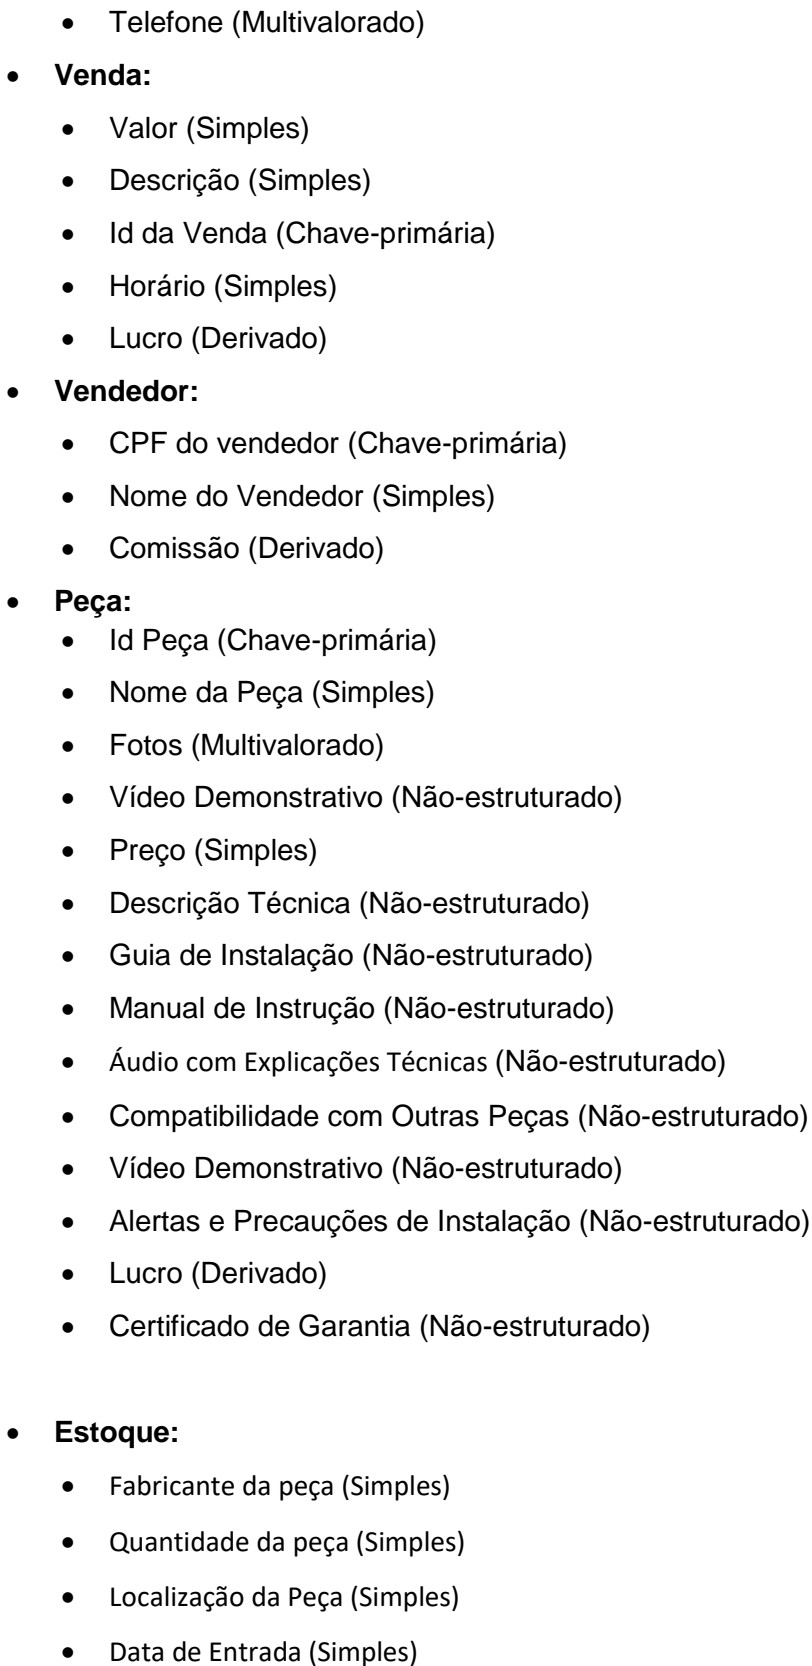 • Telefone (Multivalorado)
• Venda:
• Valor (Simples)
• Descrição (Simples)
• Id da Venda (Chave-primária)
• Horário (Simples)
• Lucro (Derivado)
• Vendedor:
• CPF do vendedor (Chave-primária)
• Nome do Vendedor (Simples)
• Comissão (Derivado)
• Peça:
• Id Peça (Chave-primária)
• Nome da Peça (Simples)
• Fotos (Multivalorado)
• Vídeo Demonstrativo (Não-estruturado)
• Preço (Simples)
• Descrição Técnica (Não-estruturado)
• Guia de Instalação (Não-estruturado)
• Manual de Instrução (Não-estruturado)
• Áudio com Explicações Técnicas (Não-estruturado)
• Compatibilidade com Outras Peças (Não-estruturado)
• Vídeo Demonstrativo (Não-estruturado)
• Alertas e Precauções de Instalação (Não-estruturado)
• Lucro (Derivado)
• Certificado de Garantia (Não-estruturado)
• Estoque:
• Fabricante da peça (Simples)
• Quantidade da peça (Simples)
• Localização da Peça (Simples)
• Data de Entrada (Simples)